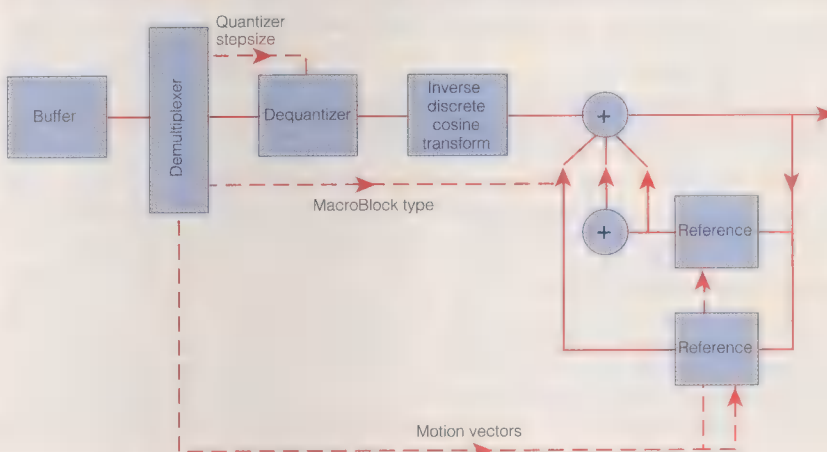 Quantizer
stepsize
Buffer
Demultiplexer
Dequantizer
Inverse
discrete
cosine
transform
+
MacroBlock type
+
Reference
Reference
Motion vectors